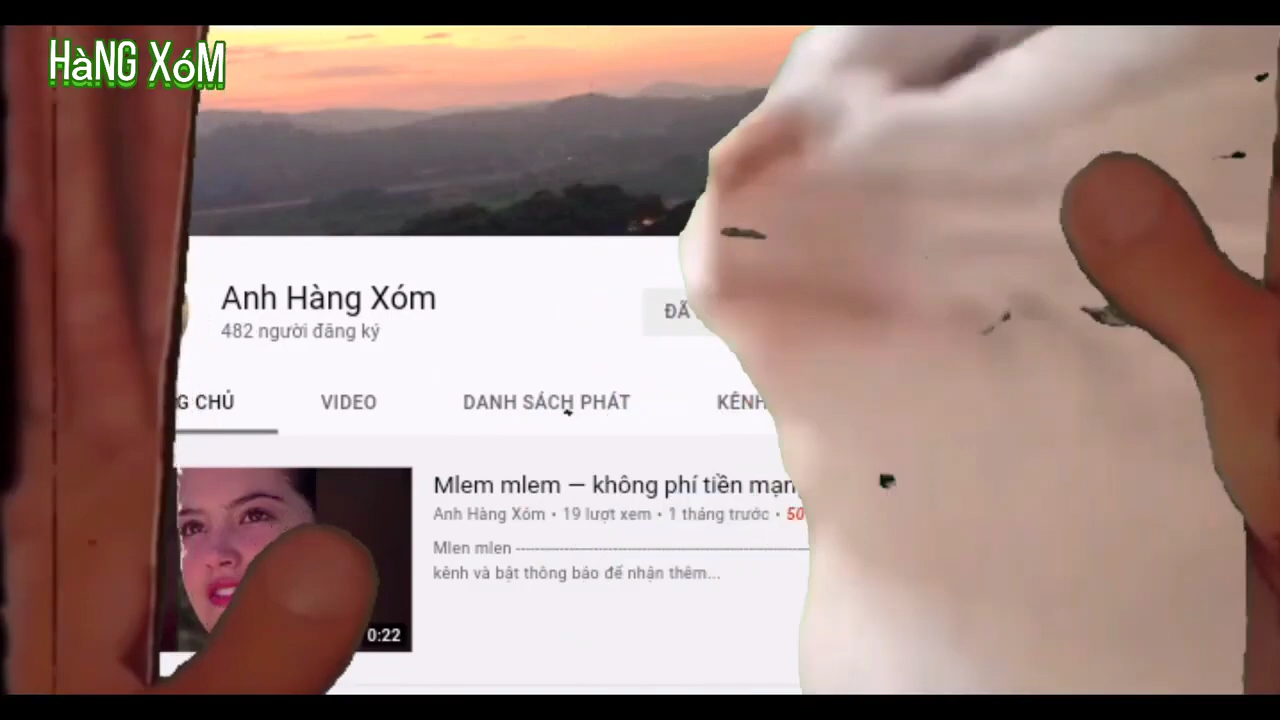 HàNG XóM
Anh Hàng Xóm
482 người đăng ký
ĐÃ
G CHỦ
VIDEO
DANH SÁCH PHÁT
KÊNH
Mlem mlem — không phí tiền mạn
Anh Hàng Xóm • 19 lượt xem • 1 tháng trước • 50
Mlen mlen ----------------------------------------
kênh và bật thông báo để nhận thêm...
0:22